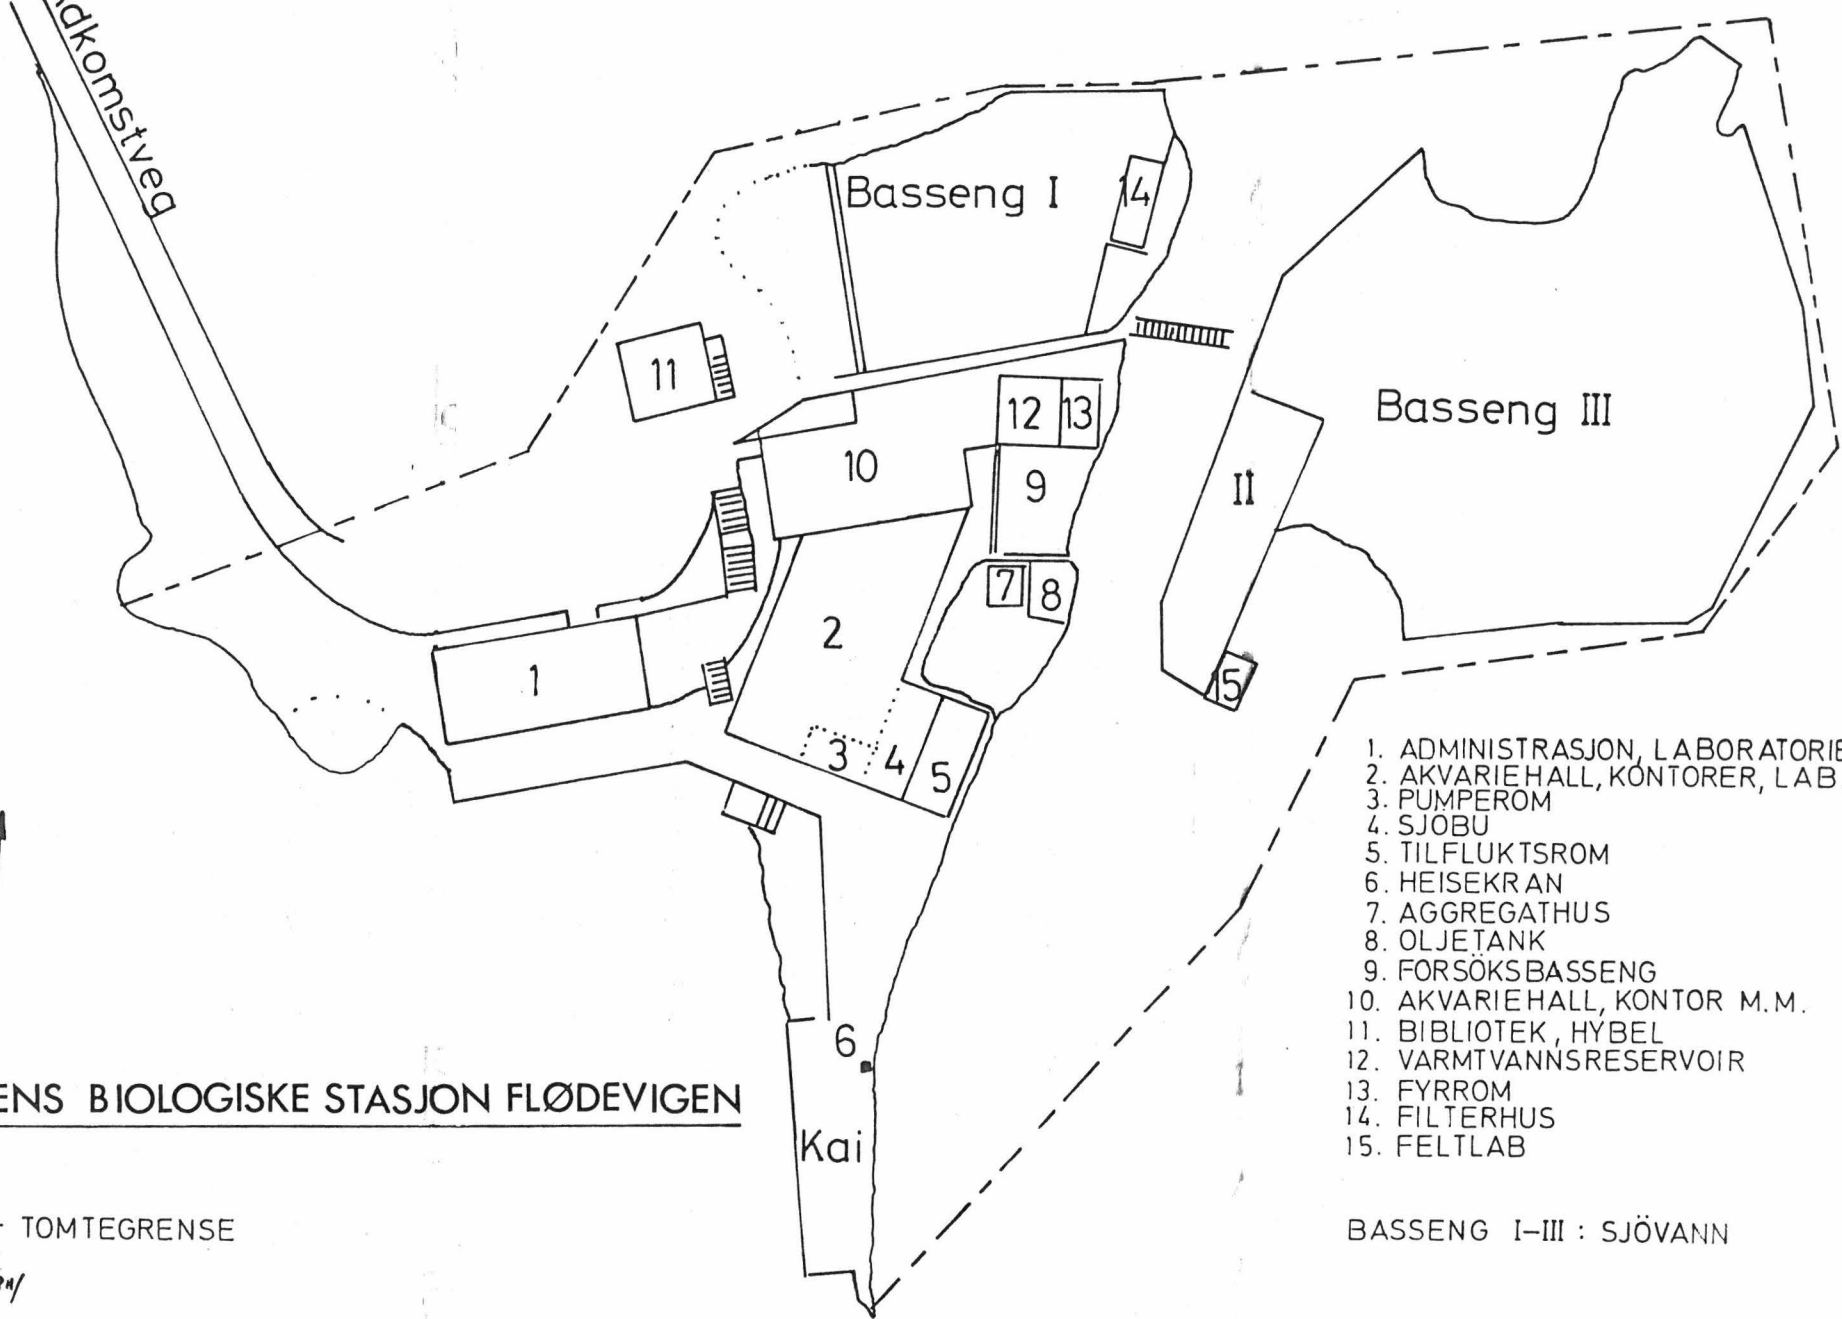 dkomstveg
Basseng I
14
11
12
13
Basseng III
10
9
II
7
8
2
1
15
3
4
5
1. ADMINISTRASJON, LABORATORIE
2. AKVARIEHALL, KONTORER, LAB
3. PUMPEROM
4. SJOBU
5. TILFLUKTSROM
6. HEISEKRAN
7. AGGREGATHUS
8. OLJETANK
9. FORSÖKSBASSENG
10. AKVARIEHALL, KONTOR M.M.
11. BIBLIOTEK, HYBEL
12. VARMTVANNSRESERVOIR
13. FYRROM
14. FILTERHUS
15. FELTLAB
6
ENS BIOLOGISKE STASJON FLØDEVIGEN
Kai
TOMTEGRENSE
BASSENG I-III : SJÖVANN